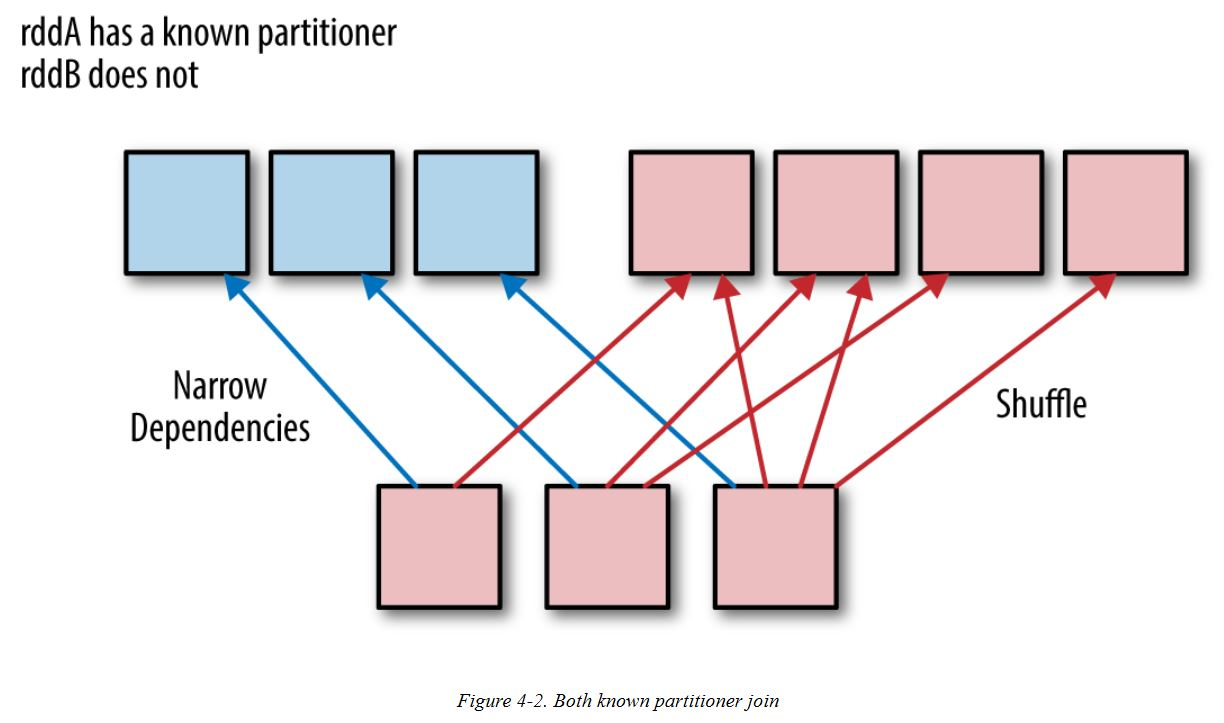 rddA has a known partitioner
rddB does not
Narrow
Dependencies
Shuffle
Figure 4-2. Both known partitioner join